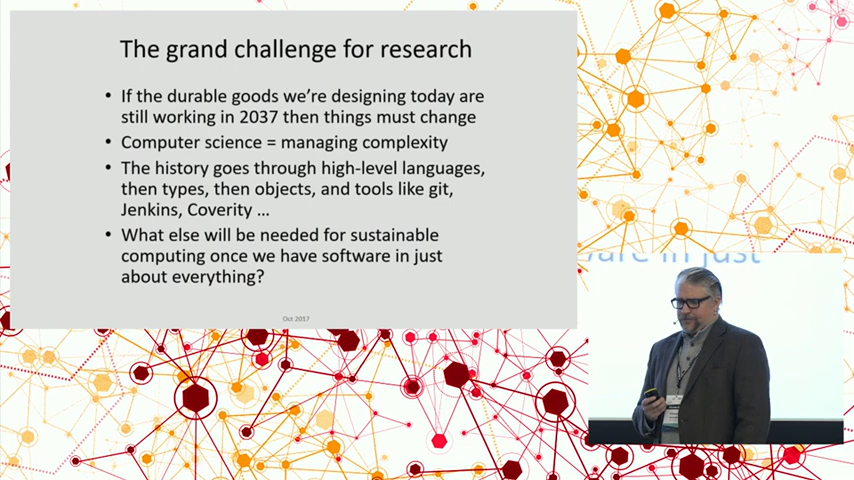 The grand challenge for research
• If the durable goods we're designing today are
still working in 2037 then things must change
• Computer science = managing complexity
• The history goes through high-level languages,
then types, then objects, and tools like git,
Jenkins, Coverity ...
• What else will be needed for sustainable
computing once we have software in just
about everything?
Oct 2017
ware in just